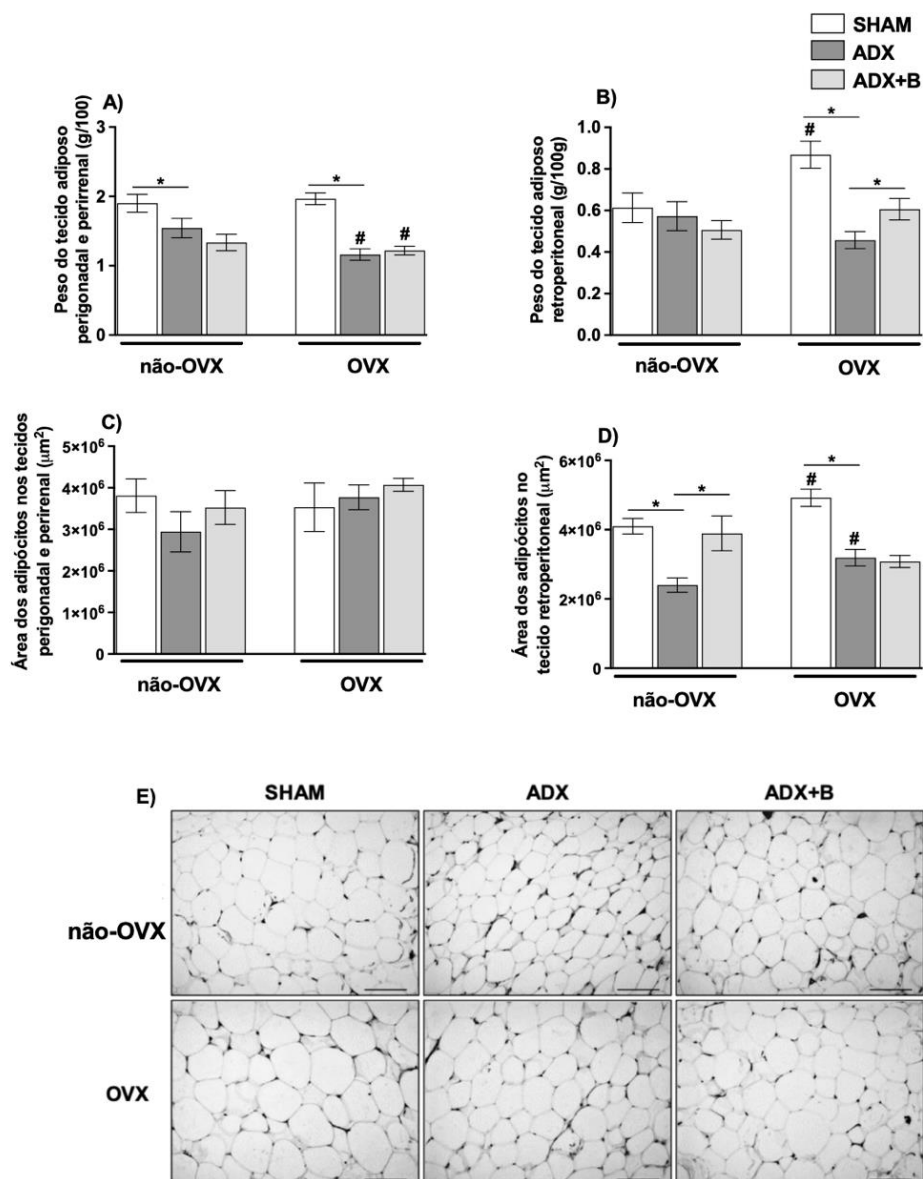 SHAM
ADX
ADX+B
A)
Peso do tecido adiposo
perigonadal e perirrenal (g/100)
3
2
1
0
*
*
#
#
não-OVX
OVX
B)
Peso do tecido adiposo
retroperitoneal (g/100g)
1.0
0.8
0.6
0.4
0.2
0.0
#
*
*
não-OVX
OVX
C)
Área dos adipócitos nos tecidos
perigonadal e perirenal (µm²)
5×10⁶
4×10⁶
3×10⁶
2×10⁶
1×10⁶
0
não-OVX
OVX
D)
Área dos adipócitos no
tecido retroperitoneal (µm²)
6×10⁶
4×10⁶
2×10⁶
0
*
*
#
*
#
não-OVX
OVX
E)
SHAM
ADX
ADX+B
não-OVX
OVX